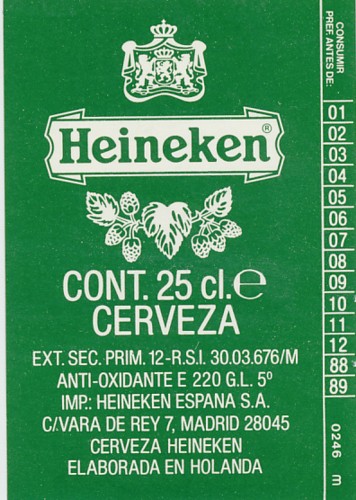 Heineken®
CONT. 25 cl. ℮
CERVEZA
EXT. SEC. PRIM. 12-R.S.I. 30.03.676/M
ANTI-OXIDANTE E 220 G.L. 5º
IMP.: HEINEKEN ESPANA S.A.
C/.VARA DE REY 7, MADRID 28045
CERVEZA HEINEKEN
ELABORADA EN HOLANDA
CONSUMIR
PREF. ANTES DE:
01
02
03
04
05
06
07
08
09
10
11
12
88
89
0246 m